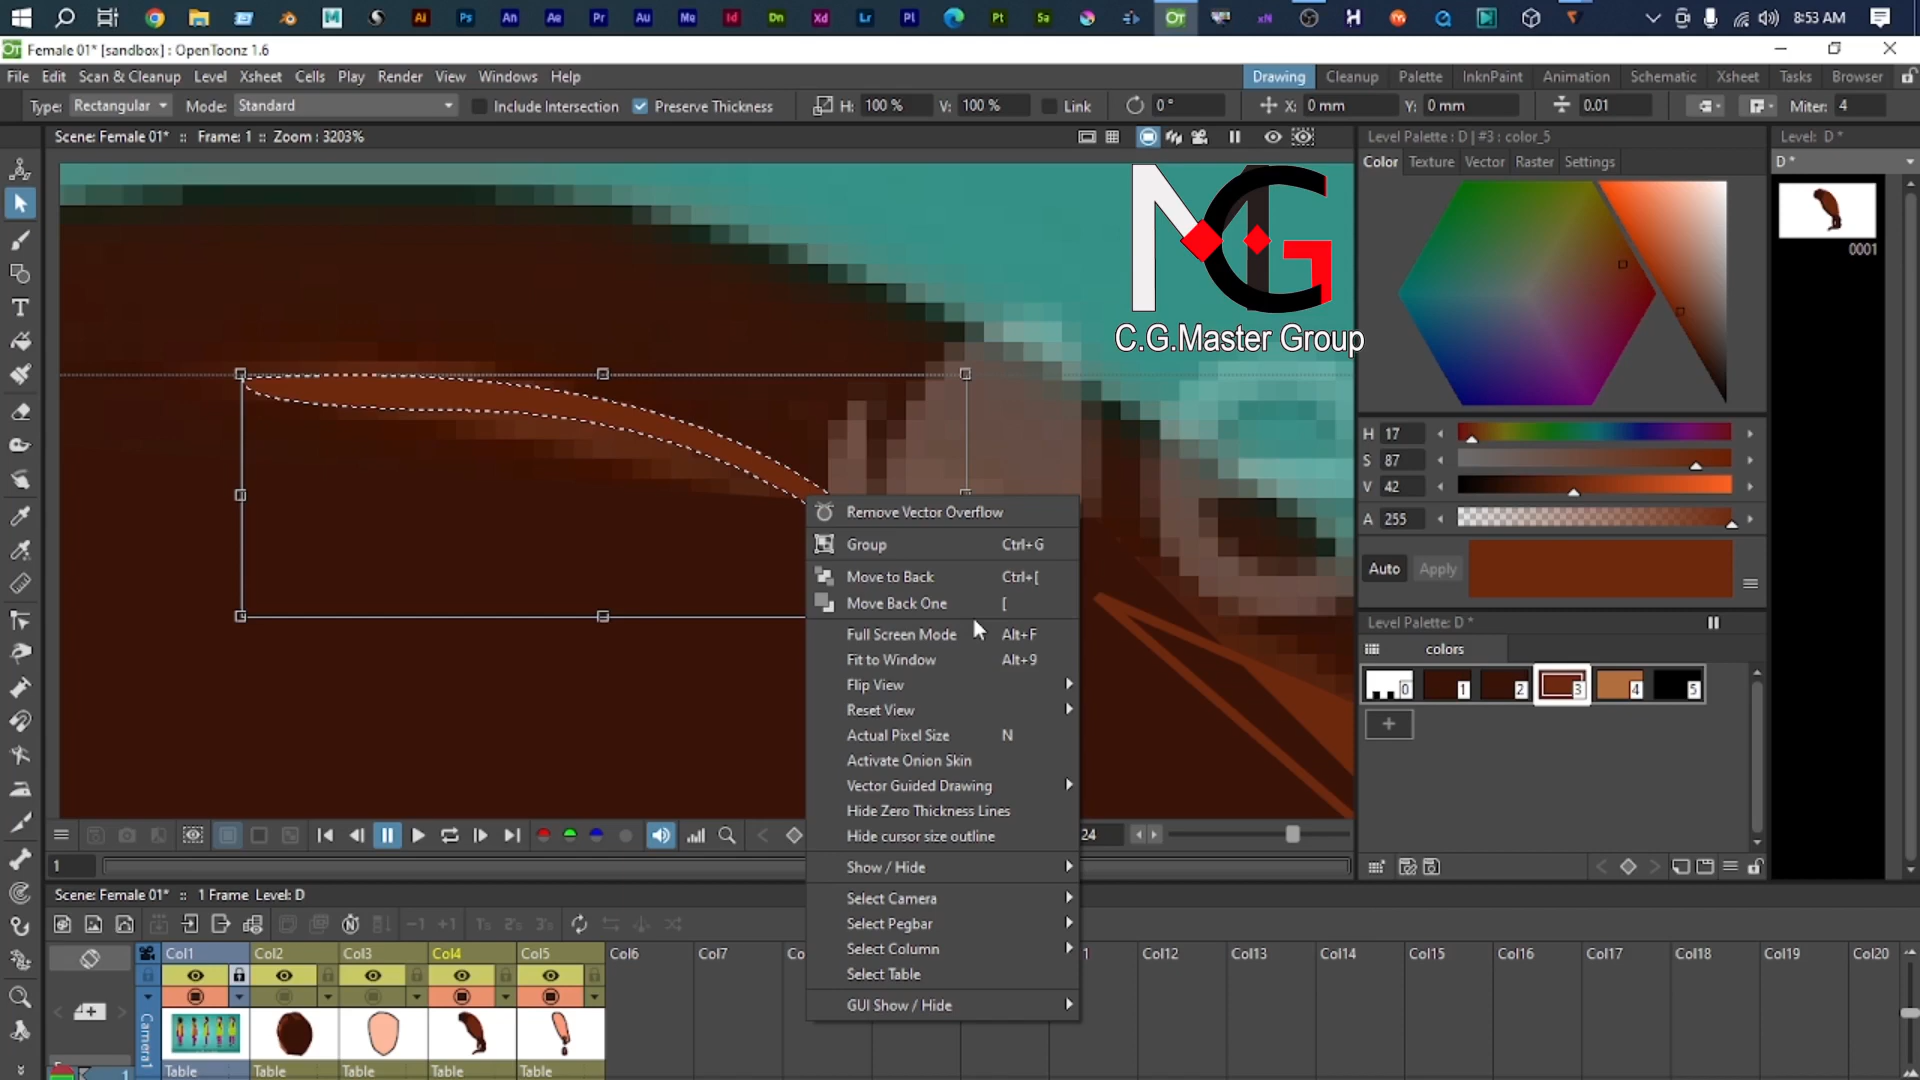 8:53 AM
Female 01* [sandbox] : OpenToonz 1.6
File Edit Scan & Cleanup Level Xsheet Cells Play Render View Windows Help
Drawing Cleanup Palette InknPaint Animation Schematic Xsheet Tasks Browser
Type: Rectangular Mode: Standard Include Intersection Preserve Thickness H: 100 % V: 100 % Link 0 ° X: 0 mm Y: 0 mm 0.01 Miter: 4
Scene: Female 01* :: Frame: 1 :: Zoom : 3203%
Level Palette : D | #3 : color_5
Level: D *
Color Texture Vector Raster Settings
D *
0001
C.G.Master Group
H 17
S 87
V 42
A 255
Auto Apply
Level Palette: D *
colors
0 1 2 3 4 5
Remove Vector Overflow
Group Ctrl+G
Move to Back Ctrl+[
Move Back One [
Full Screen Mode Alt+F
Fit to Window Alt+9
Flip View
Reset View
Actual Pixel Size N
Activate Onion Skin
Vector Guided Drawing
Hide Zero Thickness Lines
Hide cursor size outline
Show / Hide
Select Camera
Select Pegbar
Select Column
Select Table
GUI Show / Hide
24
1
Scene: Female 01* :: 1 Frame Level: D
-1 +1 1's 2's 3's
Col1 Col2 Col3 Col4 Col5 Col6 Col7 Col12 Col13 Col14 Col15 Col16 Col17 Col18 Col19 Col20
Camera1
Table Table Table Table Table
1